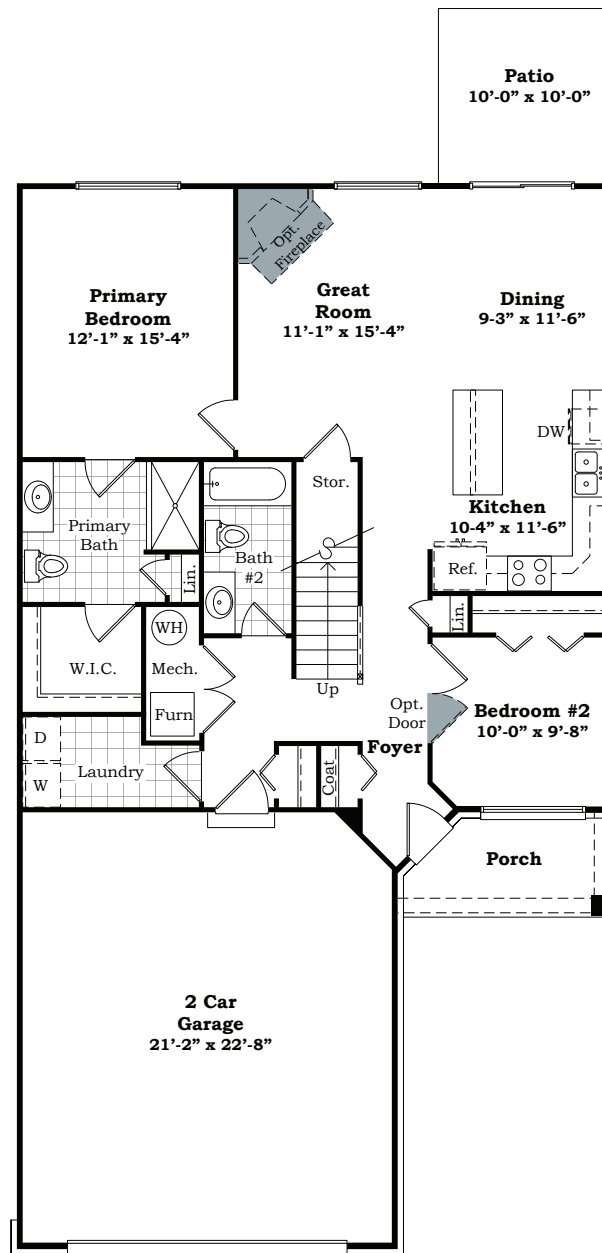 Patio
10’-0” x 10’-0”
Opt.
Fireplace
Primary
Bedroom
12’-1” x 15’-4”
Great
Room
11’-1” x 15’-4”
Dining
9-3” x 11’-6”
DW
Stor.
Kitchen
10-4” x 11’-6”
Primary
Bath
Bath
#2
Lin.
Ref.
WH
Lin.
W.I.C.
Mech.
Up
Furn
Opt.
Door
Bedroom #2
10’-0” x 9’-8”
D
W
Laundry
Foyer
Coat
Porch
2 Car
Garage
21’-2” x 22’-8”